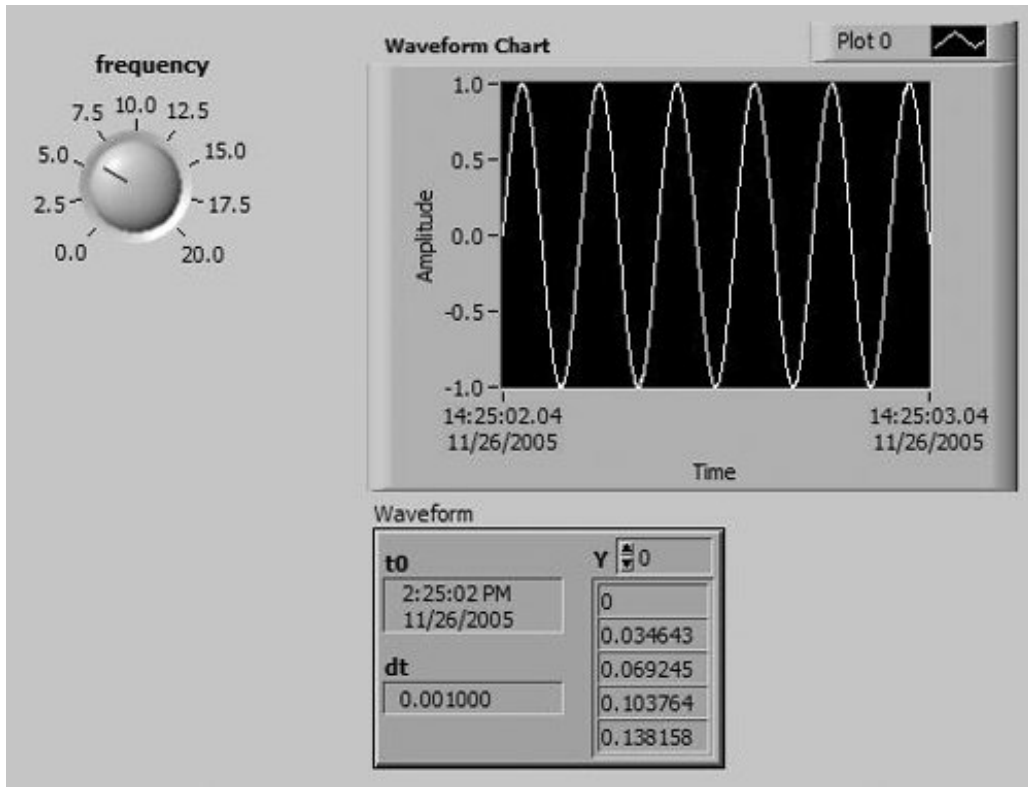 frequency
7.5 10.0 12.5
5.0 15.0
2.5 17.5
0.0 20.0
Waveform Chart
Plot 0
1.0
0.5
0.0
-0.5
-1.0
Amplitude
14:25:02.04
11/26/2005
14:25:03.04
11/26/2005
Time
Waveform
t0
2:25:02 PM
11/26/2005
dt
0.001000
Y 0
0
0.034643
0.069245
0.103764
0.138158